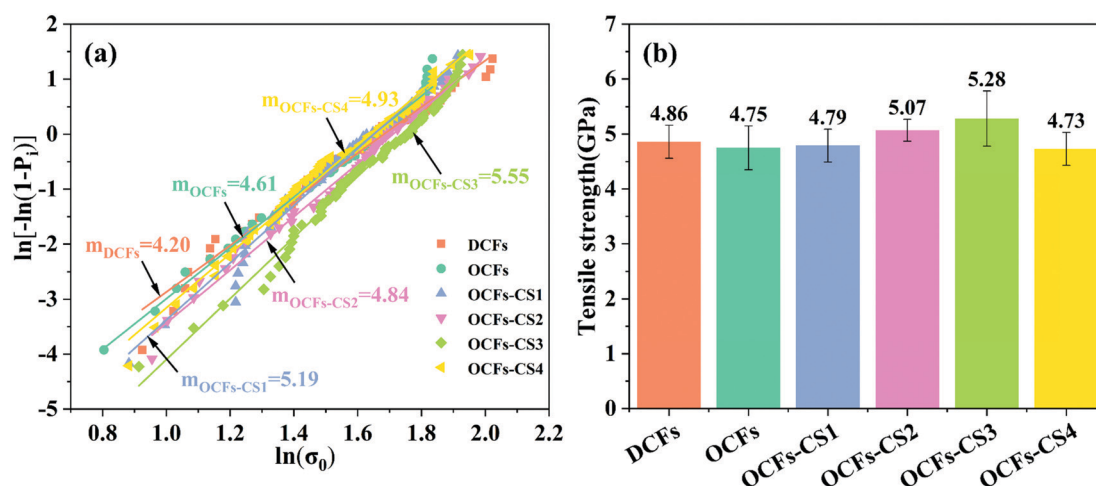 (a)
ln[-ln(1-Pi)]
2
1
0
-1
-2
-3
-4
-5
mOCFs-CS4=4.93
mOCFs=4.61
mDCFs=4.20
mOCFs-CS3=5.55
mOCFs-CS2=4.84
mOCFs-CS1=5.19
DCFs
OCFs
OCFs-CS1
OCFs-CS2
OCFs-CS3
OCFs-CS4
0.8 1.0 1.2 1.4 1.6 1.8 2.0 2.2
ln(σ0)
(b)
Tensile strength(GPa)
7
6
5
4
3
2
1
0
4.86 4.75 4.79 5.07 5.28 4.73
DCFs
OCFs
OCFs-CS1
OCFs-CS2
OCFs-CS3
OCFs-CS4